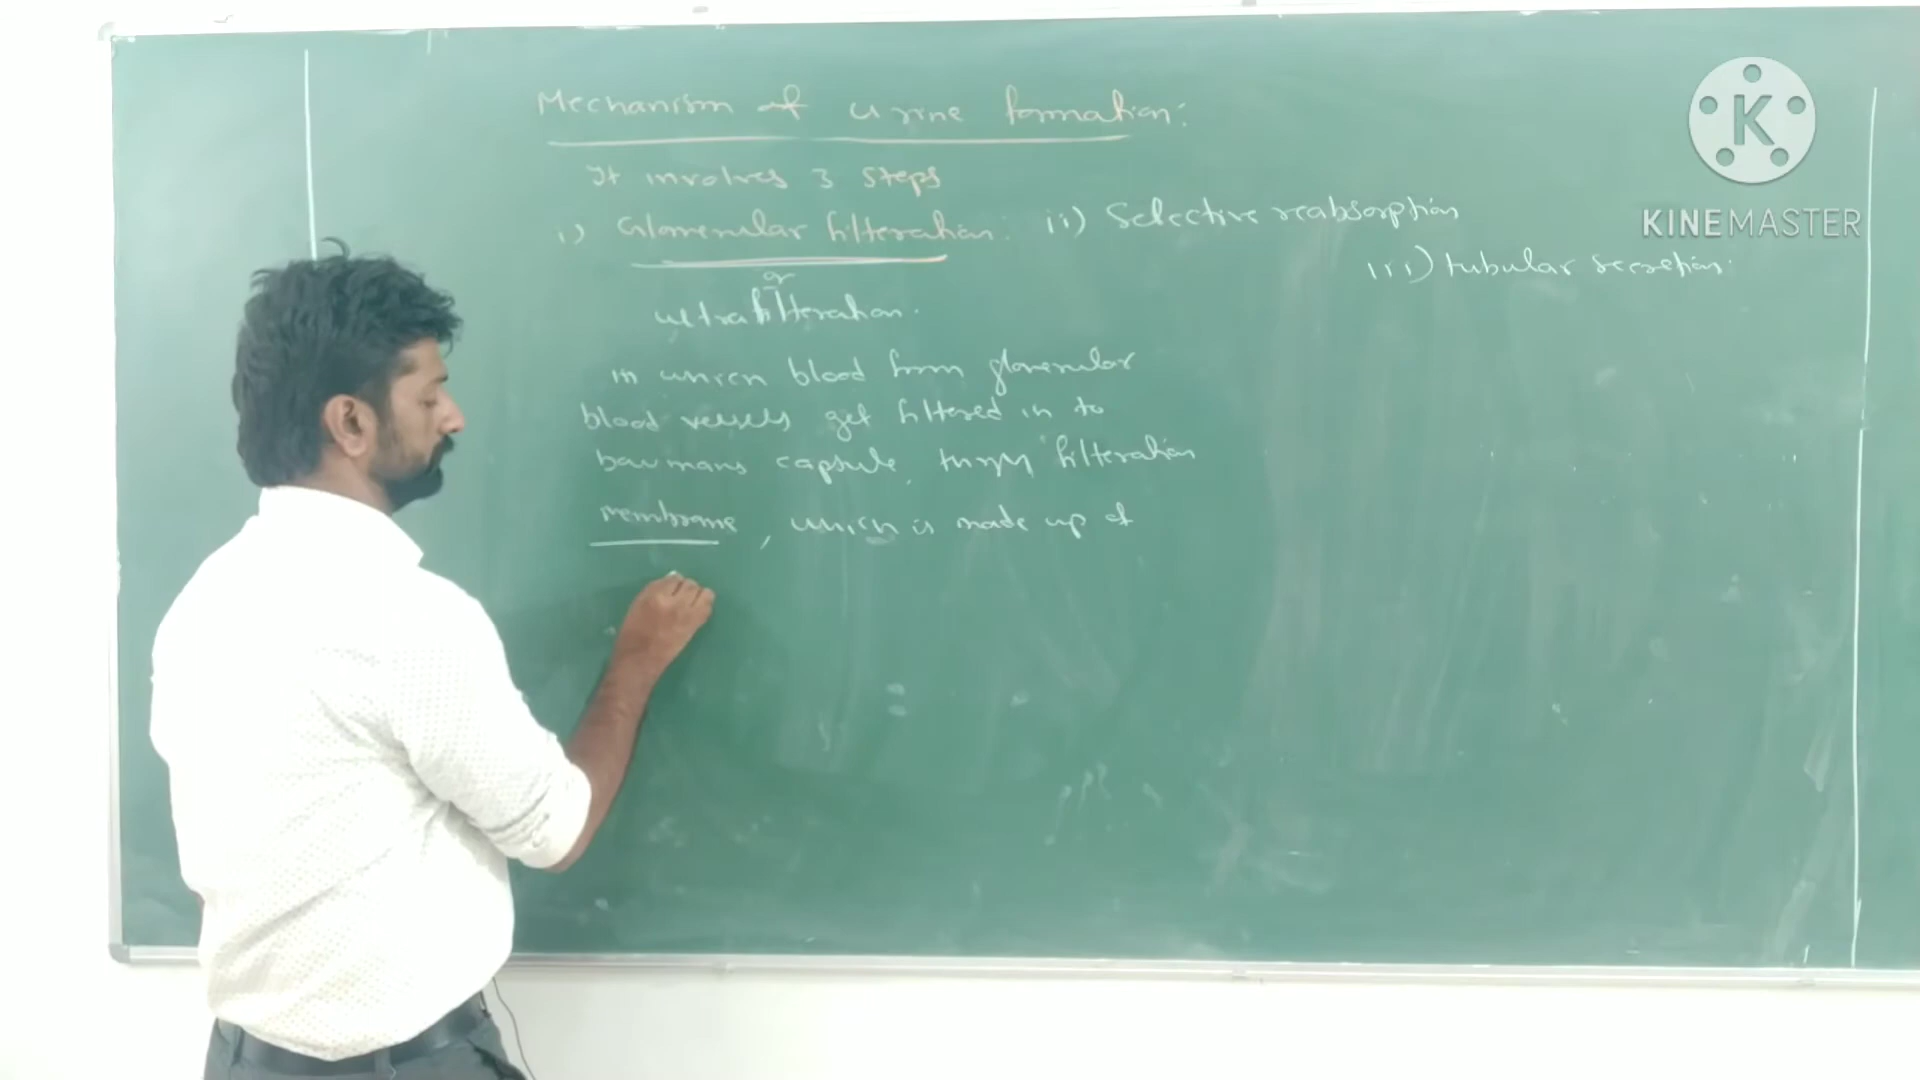 Mechanism of urine formation:
It involves 3 steps
i) Glomerular filteration: ii) Selective reabsorption
iii) tubular secretion.
or
ultrafilteration.
in which blood from glomerular
blood vessels get filtered in to
bowmans capsule, filteration
membrane, which is made up of
KINEMASTER